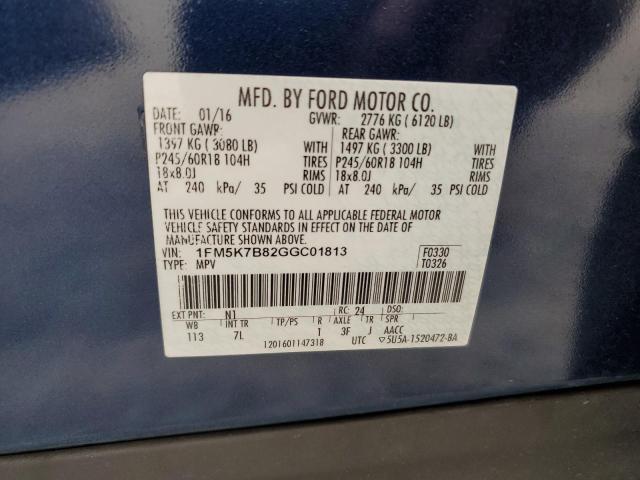 MFD. BY FORD MOTOR CO.
DATE: 01/16 GVWR: 2776 KG ( 6120 LB)
FRONT GAWR: REAR GAWR:
1397 KG ( 3080 LB) 1497 KG ( 3300 LB)
P245/60R18 104H TIRES P245/60R18 104H
18x8.0J RIMS 18x8.0J
AT 240 kPa/ 35 PSI COLD AT 240 kPa/ 35 PSI COLD
TIRES
RIMS
THIS VEHICLE CONFORMS TO ALL APPLICABLE FEDERAL MOTOR
VEHICLE SAFETY STANDARDS IN EFFECT ON THE DATE OF
MANUFACTURE SHOWN ABOVE.
VIN: 1FM5K7B82GGC01813 F0330
TYPE: MPV T0326
EXT PNT: N1 RC: 24 DSO:
WB INT TR TP/PS R AXLE TR SPR
113 7L 1 3F J AACC
1201601147318 UTC ▽5U5A-1520472-BA